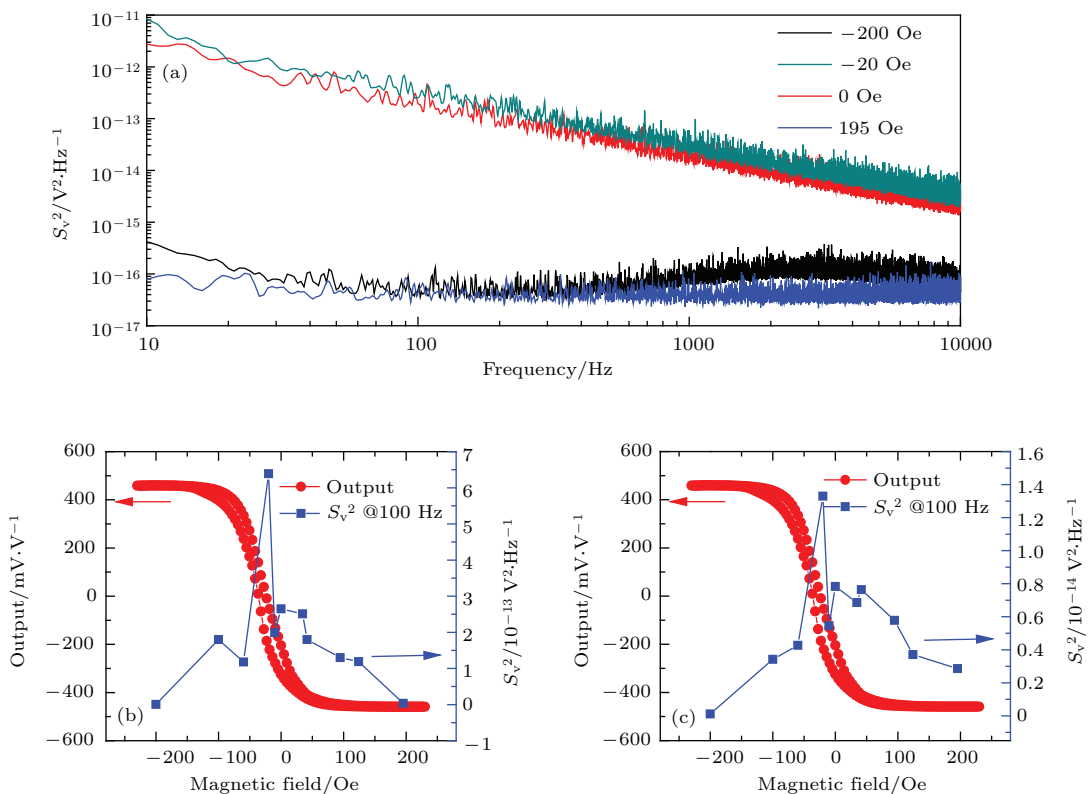 10⁻¹¹
10⁻¹²
10⁻¹³
10⁻¹⁴
10⁻¹⁵
10⁻¹⁶
10⁻¹⁷
Sᵥ²/V²·Hz⁻¹
(a)
−200 Oe
−20 Oe
0 Oe
195 Oe
10 100 1000 10000
Frequency/Hz
600
400
200
0
−200
−400
−600
Output/mV·V⁻¹
Output
Sᵥ² @100 Hz
(b)
7
6
5
4
3
2
1
0
−1
Sᵥ²/10⁻¹³ V²·Hz⁻¹
−200 −100 0 100 200
Magnetic field/Oe
600
400
200
0
−200
−400
−600
Output/mV·V⁻¹
Output
Sᵥ² @100 Hz
(c)
1.6
1.4
1.2
1.0
0.8
0.6
0.4
0.2
0
Sᵥ²/10⁻¹⁴ V²·Hz⁻¹
−200 −100 0 100 200
Magnetic field/Oe